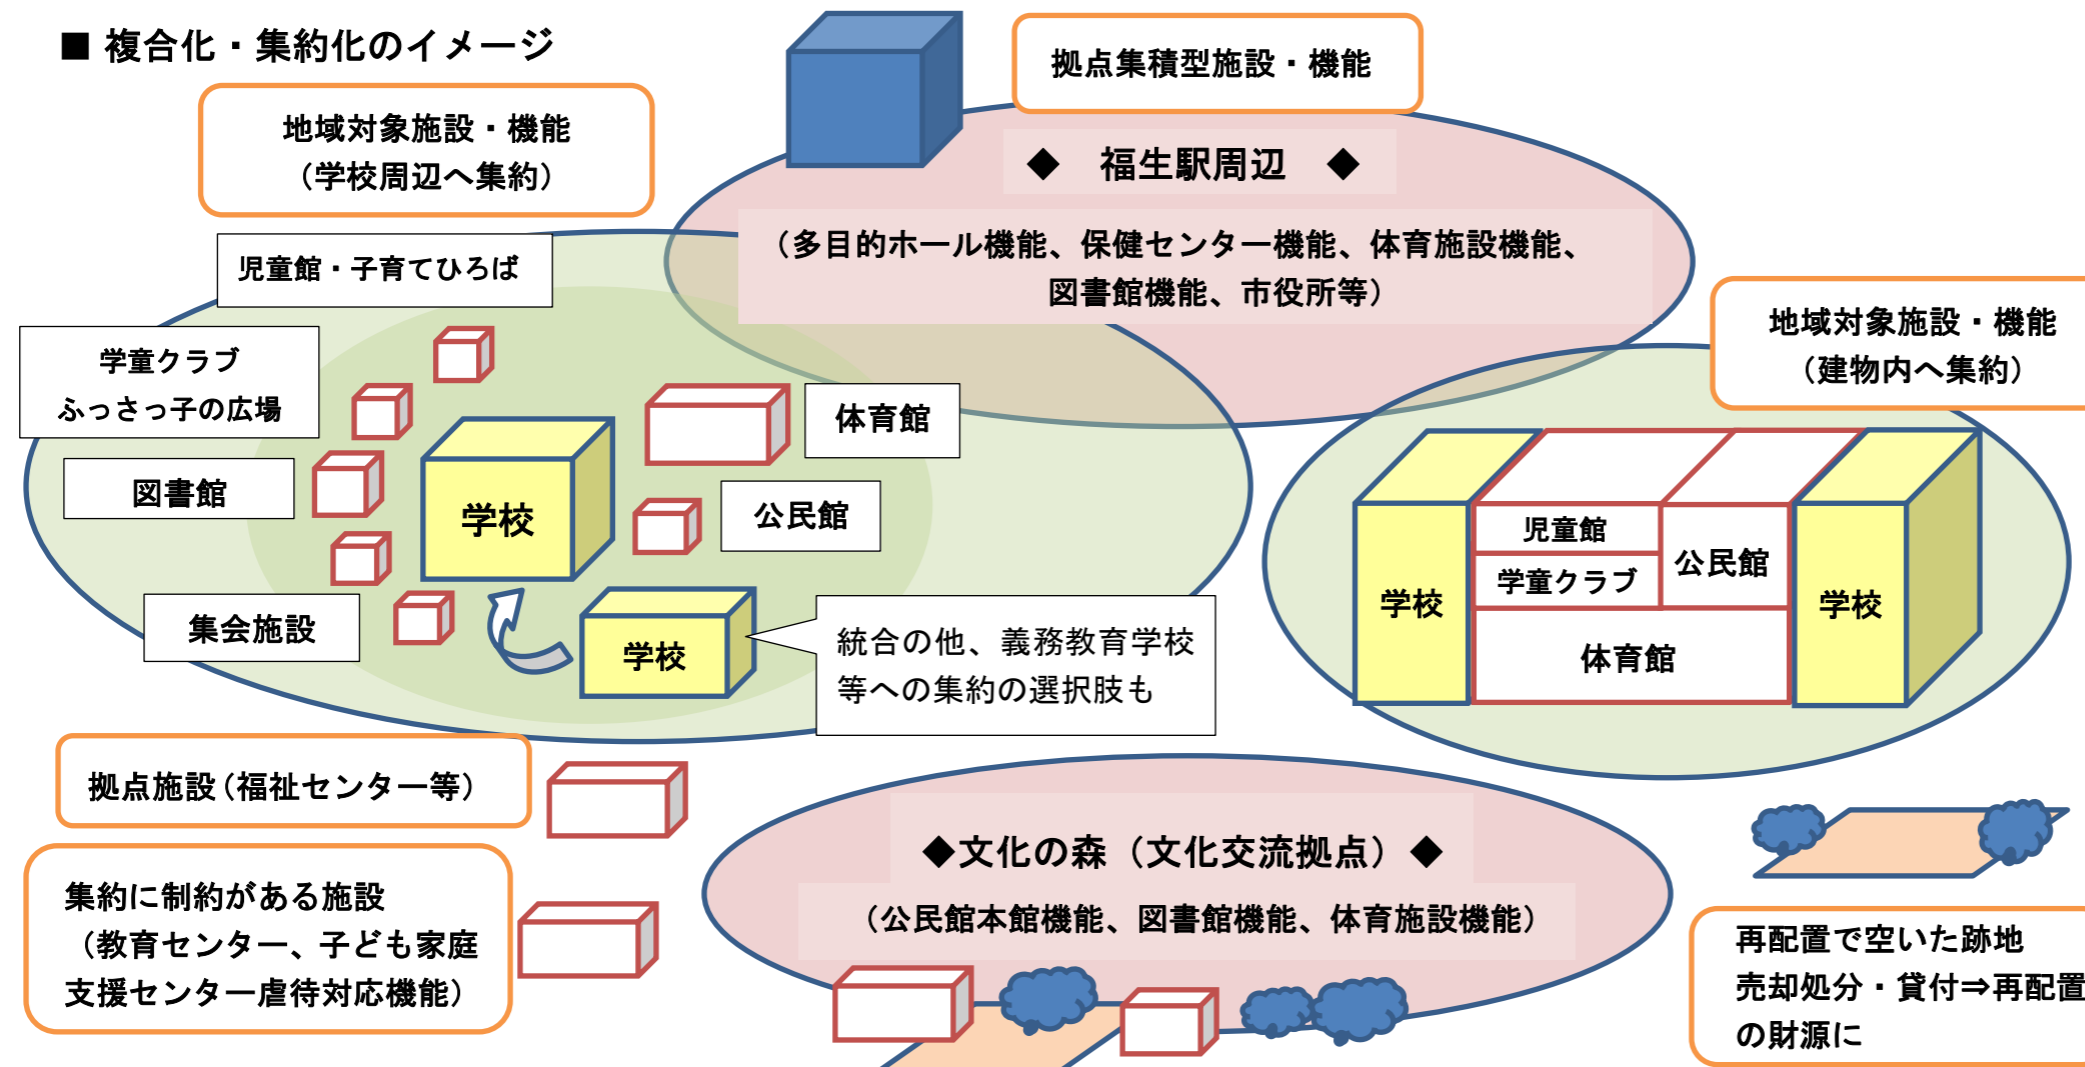 ■ 複合化・集約化のイメージ
拠点集積型施設・機能
地域対象施設・機能
（学校周辺へ集約）
◆　福生駅周辺　◆
（多目的ホール機能、保健センター機能、体育施設機能、
図書館機能、市役所等）
児童館・子育てひろば
学童クラブ
ふっさっ子の広場
図書館
集会施設
体育館
公民館
学校
学校
統合の他、義務教育学校
等への集約の選択肢も
地域対象施設・機能
（建物内へ集約）
学校
児童館
学童クラブ
公民館
体育館
学校
拠点施設（福祉センター等）
集約に制約がある施設
（教育センター、子ども家庭
支援センター虐待対応機能）
◆文化の森（文化交流拠点）◆
（公民館本館機能、図書館機能、体育施設機能）
再配置で空いた跡地
売却処分・貸付⇒再配置
の財源に